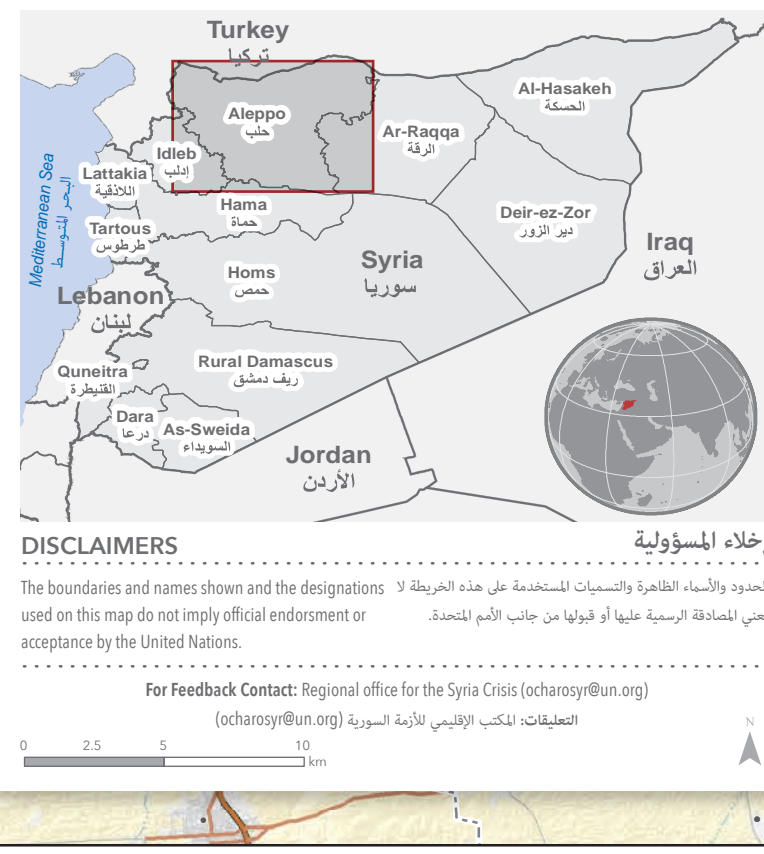 Turkey
تركيا
Aleppo
حلب
Al-Hasakeh
الحسكة
Ar-Raqqa
الرقة
Idleb
إدلب
Lattakia
اللاذقية
Mediterranean Sea
البحر المتوسط
Hama
حماة
Deir-ez-Zor
دير الزور
Tartous
طرطوس
Iraq
العراق
Syria
سوريا
Homs
حمص
Lebanon
لبنان
Rural Damascus
ريف دمشق
Quneitra
القنيطرة
Dara
درعا
As-Sweida
السويداء
Jordan
الأردن
DISCLAIMERS
The boundaries and names shown and the designations
used on this map do not imply official endorsment or
acceptance by the United Nations.
إخلاء المسؤولية
الحدود والأسماء الظاهرة والتسميات المستخدمة على هذه الخريطة لا
تعني المصادقة الرسمية عليها أو قبولها من جانب الأمم المتحدة.
For Feedback Contact: Regional office for the Syria Crisis (ocharosyr@un.org)
التعليقات: المكتب الإقليمي للأزمة السورية (ocharosyr@un.org)
0 2.5 5 10
km
N